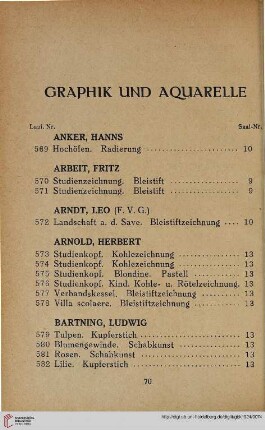 GRAPHIK UND AQUARELLE
Lauf. Nr. Saal-Nr.
ANKER, HANNS
569 Hochöfen. Radierung 10
ARBEIT, FRITZ
570 Studienzeichnung. Bleistift 9
571 Studienzeichnung. Bleistift 9
ARNDT, LEO (F. V. G.)
572 Landschaft a. d. Save. Bleistiftzeichnung 10
ARNOLD, HERBERT
573 Studienkopf. Kohlezeichnung 13
574 Studienkopf. Kohlezeichnung 13
575 Studienkopf. Blondine. Pastell 13
576 Studienkopf. Kind. Kohle- u. Rötelzeichnung. 13
577 Verbandskessel. Bleistiftzeichnung 13
578 Villa scolaere. Bleistiftzeichnung 13
BARTNING, LUDWIG
579 Tulpen. Kupferstich 13
580 Blumengewinde. Schabkunst 13
581 Rosen. Schabkunst 13
582 Lilie. Kupferstich 13
70